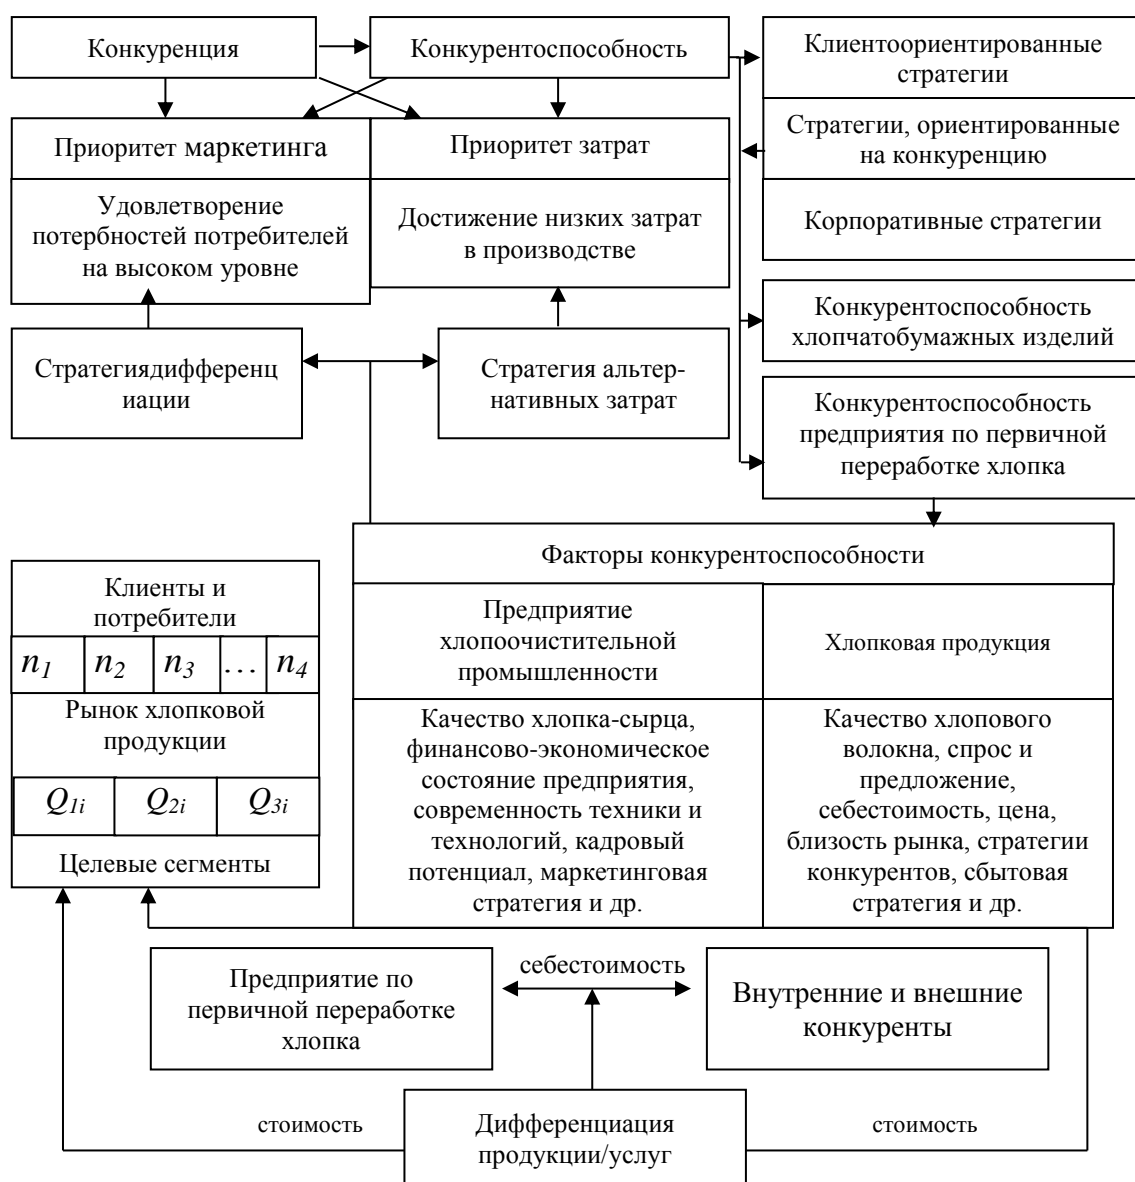 Конкуренция
Конкурентоспособность
Клиентоориентированные
стратегии
Стратегии, ориентированные
на конкуренцию
Корпоративные стратегии
Приоритет маркетинга
Приоритет затрат
Удовлетворение
потербностей потребителей
на высоком уровне
Достижение низких затрат
в производстве
Конкурентоспособность
хлопчатобумажных изделий
Стратегиядифференц
иации
Стратегия альтер-
нативных затрат
Конкурентоспособность
предприятия по первичной
переработке хлопка
Факторы конкурентоспособности
Предприятие
хлопоочистительной
промышленности
Хлопковая продукция
Качество хлопка-сырца,
финансово-экономическое
состояние предприятия,
современность техники и
технологий, кадровый
потенциал, маркетинговая
стратегия и др.
Качество хлопового
волокна, спрос и
предложение,
себестоимость, цена,
близость рынка, стратегии
конкурентов, сбытовая
стратегия и др.
Клиенты и
потребители
n1 n2 n3 … n4
Рынок хлопковой
продукции
Q1i Q2i Q3i
Целевые сегменты
Предприятие по
первичной переработке
хлопка
себестоимость
Внутренние и внешние
конкуренты
стоимость
Дифференциация
продукции/услуг
стоимость